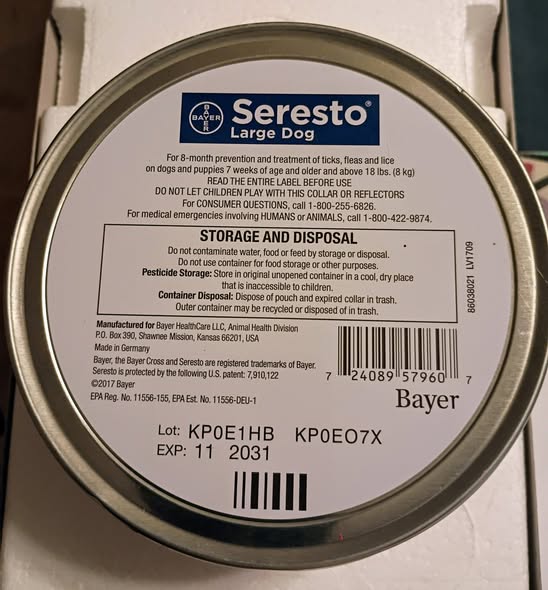 BAYER
BAYER
Seresto®
Large Dog
For 8-month prevention and treatment of ticks, fleas and lice
on dogs and puppies 7 weeks of age and older and above 18 lbs. (8 kg)
READ THE ENTIRE LABEL BEFORE USE
DO NOT LET CHILDREN PLAY WITH THIS COLLAR OR REFLECTORS
For CONSUMER QUESTIONS, call 1-800-255-6826.
For medical emergencies involving HUMANS or ANIMALS, call 1-800-422-9874.
STORAGE AND DISPOSAL
Do not contaminate water, food or feed by storage or disposal.
Do not use container for food storage or other purposes.
Pesticide Storage: Store in original unopened container in a cool, dry place
that is inaccessible to children.
Container Disposal: Dispose of pouch and expired collar in trash.
Outer container may be recycled or disposed of in trash.
86038021 LV1709
Manufactured for Bayer HealthCare LLC, Animal Health Division
P.O. Box 390, Shawnee Mission, Kansas 66201, USA
Made in Germany
Bayer, the Bayer Cross and Seresto are registered trademarks of Bayer.
Seresto is protected by the following U.S. patent: 7,910,122
©2017 Bayer
EPA Reg. No. 11556-155, EPA Est. No. 11556-DEU-1
7 24089 57960 7
Bayer
Lot: KP0E1HB KP0EO7X
EXP: 11 2031